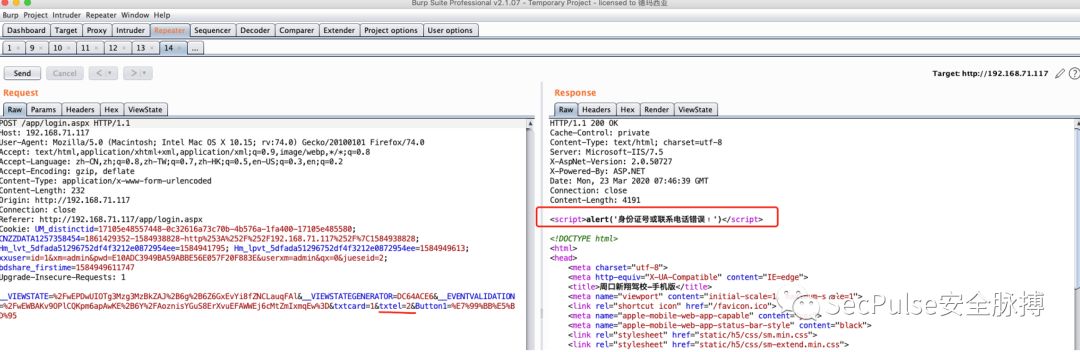 Burp Suite Professional v2.1.07 - Temporary Project - licensed to 德玛西亚
Burp Project Intruder Repeater Window Help
Dashboard Target Proxy Intruder Repeater Sequencer Decoder Comparer Extender Project options User options
1 × 9 × 10 × 11 × 12 × 13 × 14 × ...
Send Cancel < > Target: http://192.168.71.117
Request
Raw Params Headers Hex ViewState
POST /app/login.aspx HTTP/1.1
Host: 192.168.71.117
User-Agent: Mozilla/5.0 (Macintosh; Intel Mac OS X 10.15; rv:74.0) Gecko/20100101 Firefox/74.0
Accept: text/html,application/xhtml+xml,application/xml;q=0.9,image/webp,*/*;q=0.8
Accept-Language: zh-CN,zh;q=0.8,zh-TW;q=0.7,zh-HK;q=0.5,en-US;q=0.3,en;q=0.2
Accept-Encoding: gzip, deflate
Content-Type: application/x-www-form-urlencoded
Content-Length: 232
Origin: http://192.168.71.117
Connection: close
Referer: http://192.168.71.117/app/login.aspx
Cookie: UM_distinctid=17105e48557448-0c32616a73c70b-4b576a-1fa400-17105e485580;
CNZZDATA1257358454=1861429352-1584938828-http%253A%252F%252F192.168.71.117%252F%7C1584938828;
Hm_lvt_5dfada51296752df4f3212e0872954ee=1584941795; Hm_lpvt_5dfada51296752df4f3212e0872954ee=1584949613;
xxuser=id=1&xm=admin&pwd=E10ADC3949BA59ABBE56E057F20F883E&userxm=admin&qx=0&jueseid=2;
bdshare_firstime=1584949611747
Upgrade-Insecure-Requests: 1
&txtcard=1&txtel=2&Button1=%E7%99%BB%E5%BD%95
Response
Raw Headers Hex Render ViewState
HTTP/1.1 200 OK
Cache-Control: private
Content-Type: text/html; charset=utf-8
Server: Microsoft-IIS/7.5
X-AspNet-Version: 2.0.50727
X-Powered-By: ASP.NET
Date: Mon, 23 Mar 2020 07:46:39 GMT
Connection: close
Content-Length: 4191
<script>alert('身份证号或联系电话错误！')</script>
<!DOCTYPE html>
<html>
<head>
<meta charset="utf-8">
<meta http-equiv="X-UA-Compatible" content="IE=edge">
<title>周口新翔驾校-手机版</title>
<meta name="viewport" content="initial-scale=1
<link rel="shortcut icon" href="/favicon.ico">
<meta name="apple-mobile-web-app-capable" content=
<meta name="apple-mobile-web-app-status-bar-style" content="black">
<link rel="stylesheet" href="static/h5/css/sm.min.css">
<link rel="stylesheet" href="static/h5/css/sm-extend.min.css">
SecPulse安全脉搏